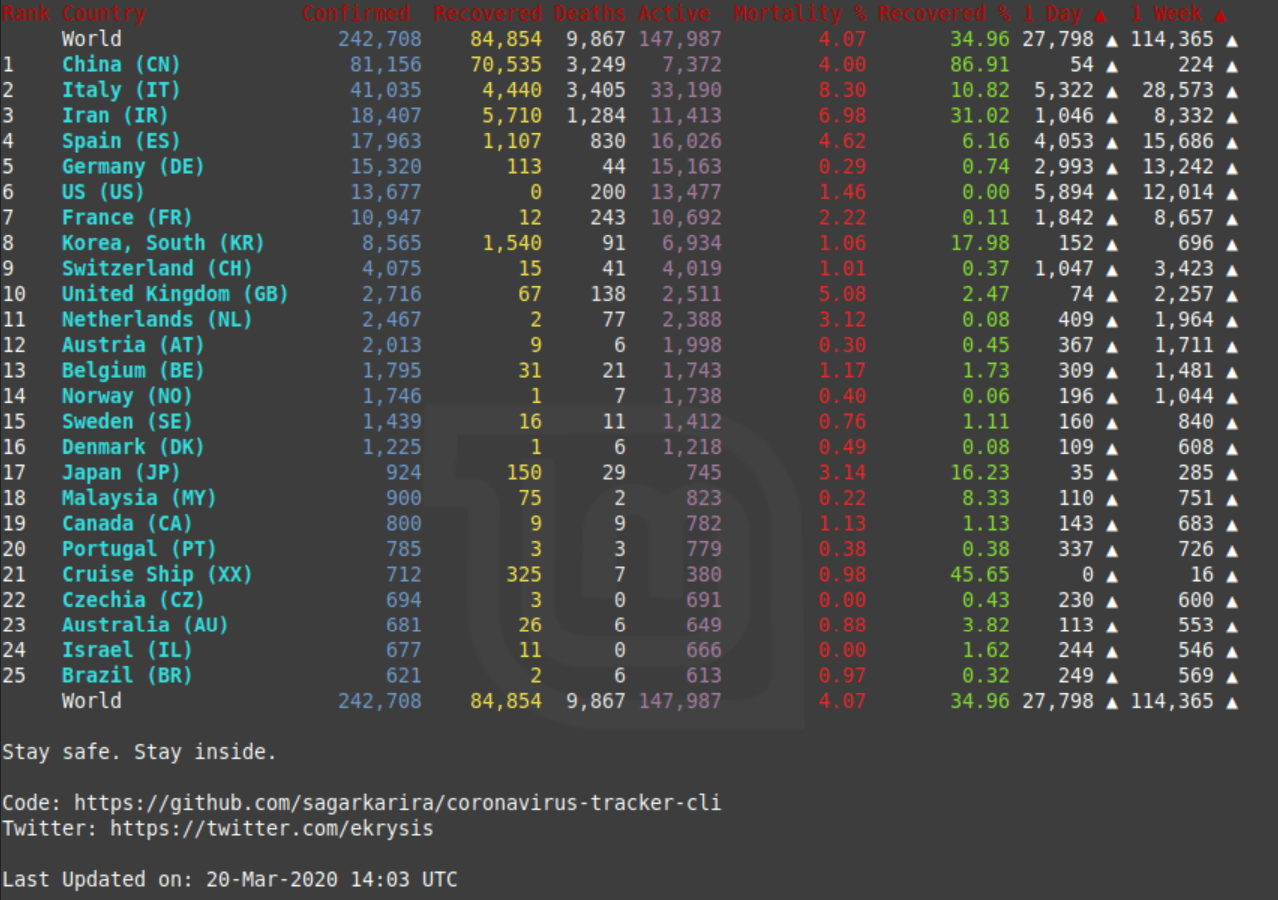 Rank Country Confirmed Recovered Deaths Active Mortality % Recovered % 1 Day ▲ 1 Week ▲
World 242,708 84,854 9,867 147,987 4.07 34.96 27,798 ▲ 114,365 ▲
1 China (CN) 81,156 70,535 3,249 7,372 4.00 86.91 54 ▲ 224 ▲
2 Italy (IT) 41,035 4,440 3,405 33,190 8.30 10.82 5,322 ▲ 28,573 ▲
3 Iran (IR) 18,407 5,710 1,284 11,413 6.98 31.02 1,046 ▲ 8,332 ▲
4 Spain (ES) 17,963 1,107 830 16,026 4.62 6.16 4,053 ▲ 15,686 ▲
5 Germany (DE) 15,320 113 44 15,163 0.29 0.74 2,993 ▲ 13,242 ▲
6 US (US) 13,677 0 200 13,477 1.46 0.00 5,894 ▲ 12,014 ▲
7 France (FR) 10,947 12 243 10,692 2.22 0.11 1,842 ▲ 8,657 ▲
8 Korea, South (KR) 8,565 1,540 91 6,934 1.06 17.98 152 ▲ 696 ▲
9 Switzerland (CH) 4,075 15 41 4,019 1.01 0.37 1,047 ▲ 3,423 ▲
10 United Kingdom (GB) 2,716 67 138 2,511 5.08 2.47 74 ▲ 2,257 ▲
11 Netherlands (NL) 2,467 2 77 2,388 3.12 0.08 409 ▲ 1,964 ▲
12 Austria (AT) 2,013 9 6 1,998 0.30 0.45 367 ▲ 1,711 ▲
13 Belgium (BE) 1,795 31 21 1,743 1.17 1.73 309 ▲ 1,481 ▲
14 Norway (NO) 1,746 1 7 1,738 0.40 0.06 196 ▲ 1,044 ▲
15 Sweden (SE) 1,439 16 11 1,412 0.76 1.11 160 ▲ 840 ▲
16 Denmark (DK) 1,225 1 6 1,218 0.49 0.08 109 ▲ 608 ▲
17 Japan (JP) 924 150 29 745 3.14 16.23 35 ▲ 285 ▲
18 Malaysia (MY) 900 75 2 823 0.22 8.33 110 ▲ 751 ▲
19 Canada (CA) 800 9 9 782 1.13 1.13 143 ▲ 683 ▲
20 Portugal (PT) 785 3 3 779 0.38 0.38 337 ▲ 726 ▲
21 Cruise Ship (XX) 712 325 7 380 0.98 45.65 0 ▲ 16 ▲
22 Czechia (CZ) 694 3 0 691 0.00 0.43 230 ▲ 600 ▲
23 Australia (AU) 681 26 6 649 0.88 3.82 113 ▲ 553 ▲
24 Israel (IL) 677 11 0 666 0.00 1.62 244 ▲ 546 ▲
25 Brazil (BR) 621 2 6 613 0.97 0.32 249 ▲ 569 ▲
World 242,708 84,854 9,867 147,987 4.07 34.96 27,798 ▲ 114,365 ▲
Stay safe. Stay inside.
Code: https://github.com/sagarkarira/coronavirus-tracker-cli
Twitter: https://twitter.com/ekrysis
Last Updated on: 20-Mar-2020 14:03 UTC